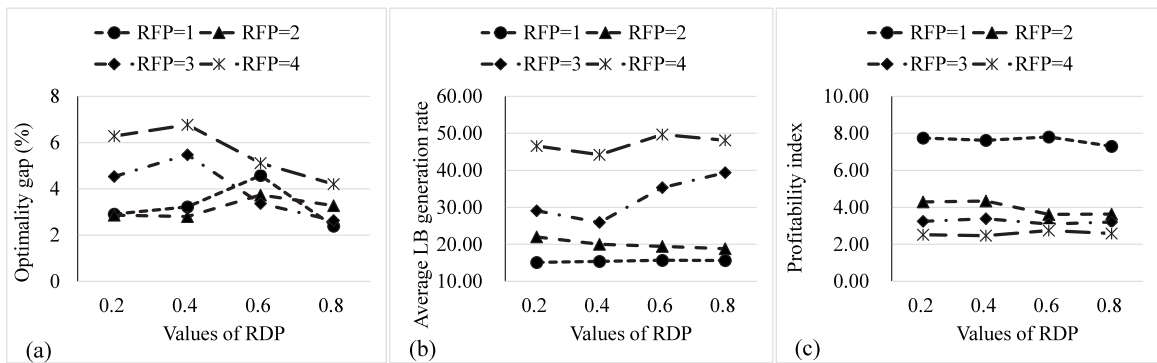 RFP=1 RFP=2
RFP=3 RFP=4
8
6
4
2
0
Optimality gap (%)
0.2 0.4 0.6 0.8
Values of RDP
(a)
RFP=1 RFP=2
RFP=3 RFP=4
60.00
50.00
40.00
30.00
20.00
10.00
Average LB generation rate
0.2 0.4 0.6 0.8
Values of RDP
(b)
RFP=1 RFP=2
RFP=3 RFP=4
10.00
8.00
6.00
4.00
2.00
0.00
Profitability index
0.2 0.4 0.6 0.8
Values of RDP
(c)